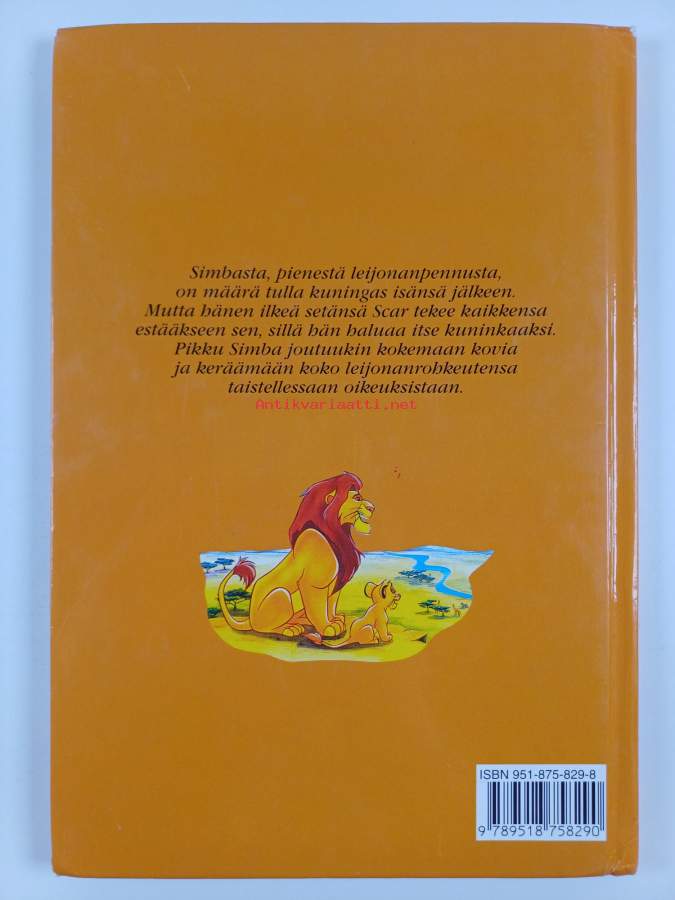 Simbasta, pienestä leijonanpennusta,
on määrä tulla kuningas isänsä jälkeen.
Mutta hänen ilkeä setänsä Scar tekee kaikkensa
estääkseen sen, sillä hän haluaa itse kuninkaaksi.
Pikku Simba joutuukin kokemaan kovia
ja keräämään koko leijonanrohkeutensa
taistellessaan oikeuksistaan.
Antikvariaatti.net
ISBN 951-875-829-8
9 789518 758290